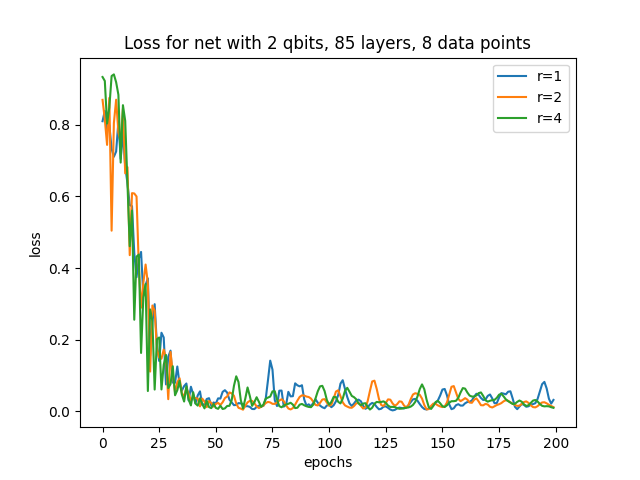 Loss for net with 2 qbits, 85 layers, 8 data points
r=1
r=2
r=4
loss
0.8
0.6
0.4
0.2
0.0
0 25 50 75 100 125 150 175 200
epochs